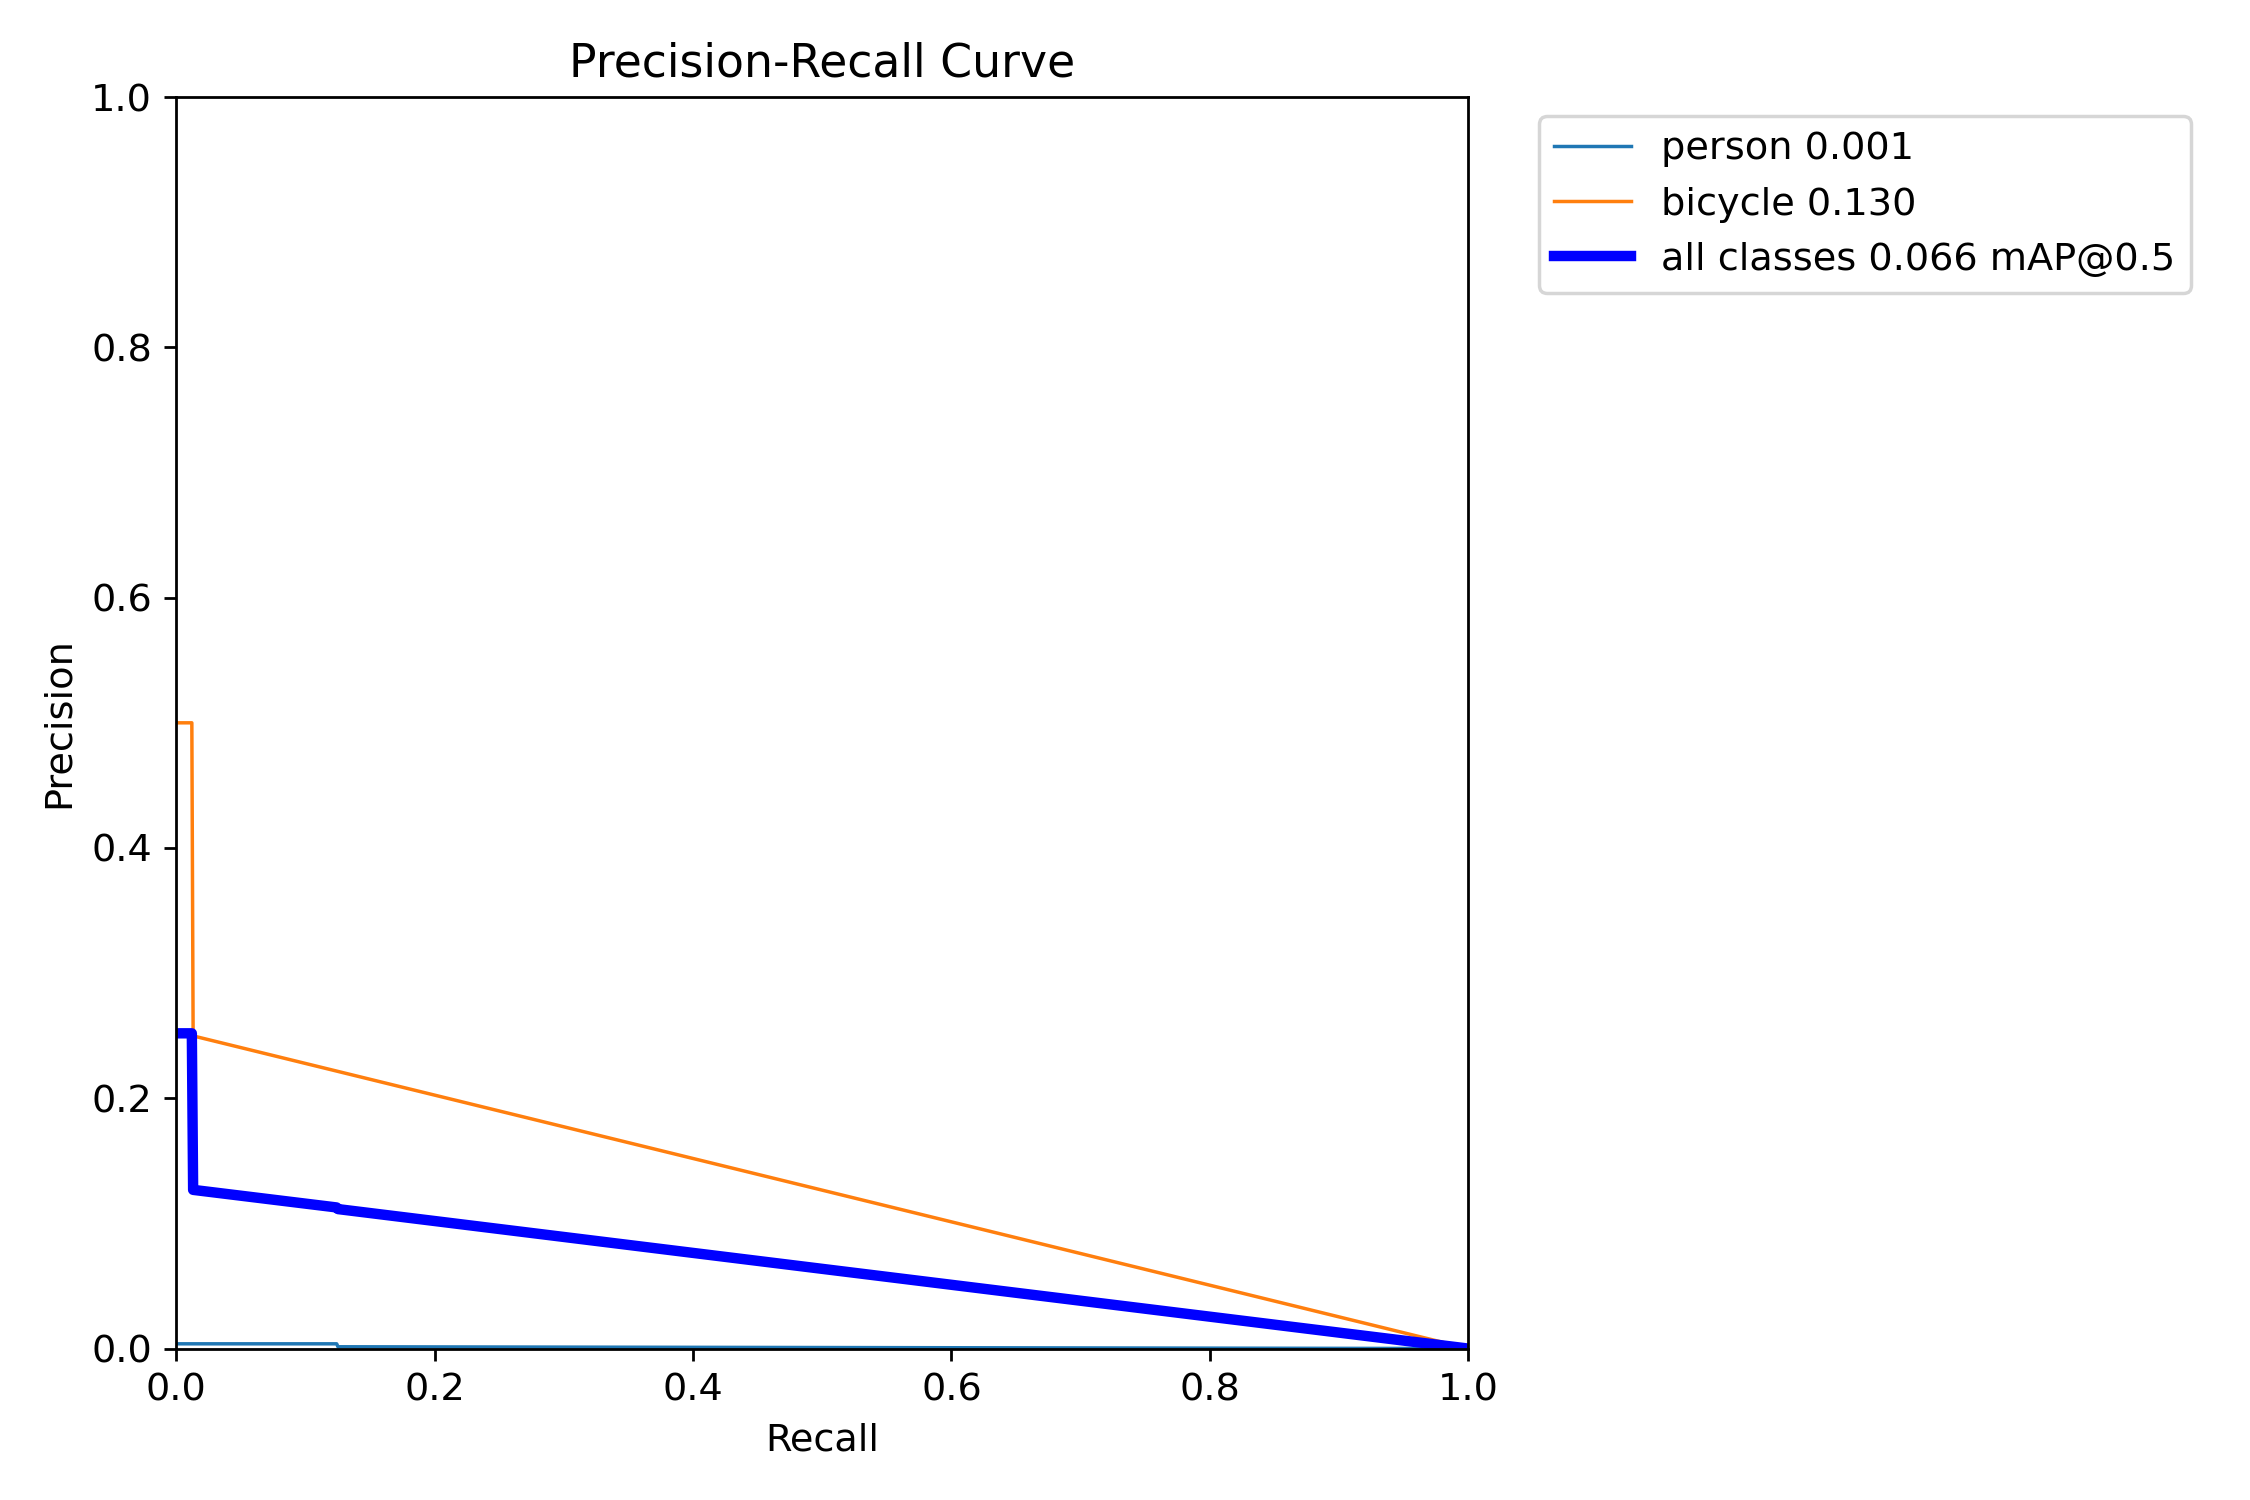 Precision-Recall Curve
1.0
0.8
0.6
0.4
0.2
0.0
Precision
0.0 0.2 0.4 0.6 0.8 1.0
Recall
person 0.001
bicycle 0.130
all classes 0.066 mAP@0.5